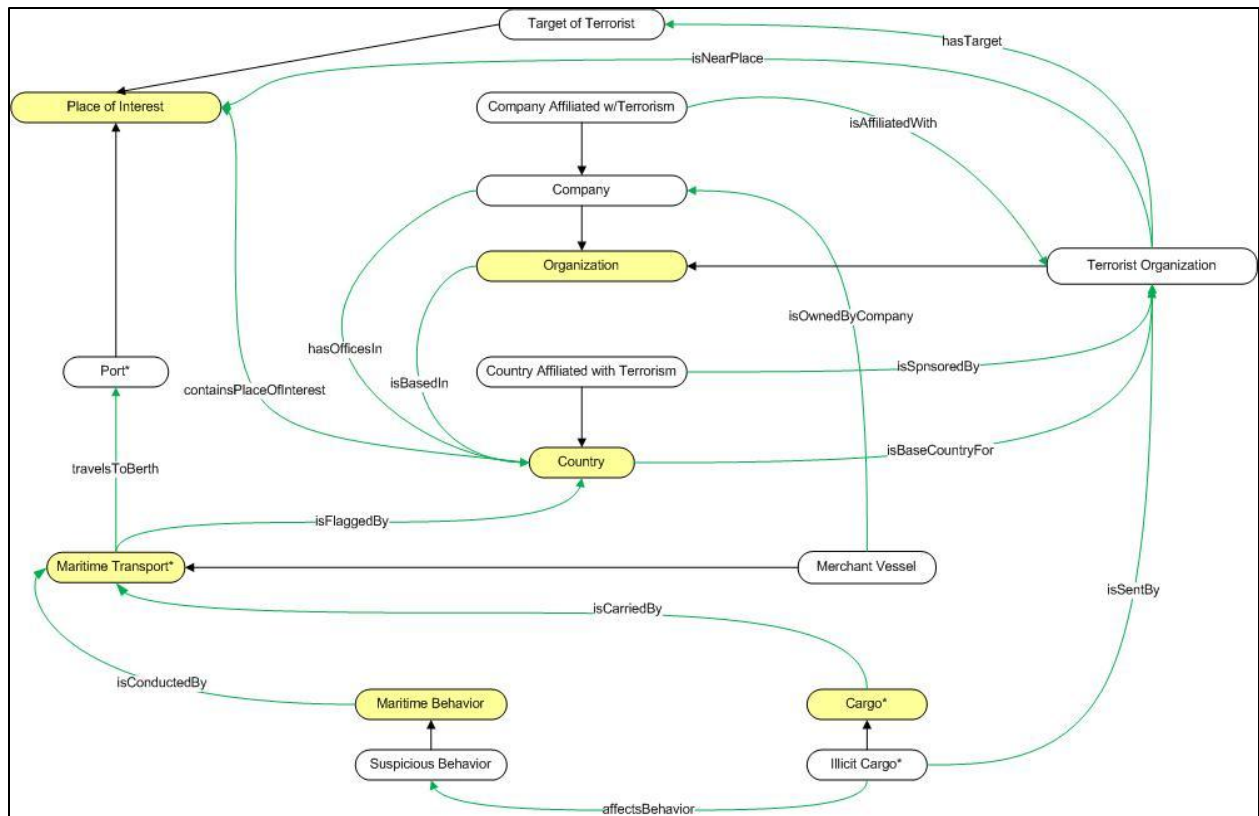 Target of Terrorist
hasTarget
isNearPlace
Place of Interest
Company Affiliated w/Terrorism
isAffiliatedWith
Company
Organization
Terrorist Organization
isOwnedByCompany
hasOfficesIn
Port*
Country Affiliated with Terrorism
isSpnsoredBy
isBasedIn
containsPlaceOfInterest
travelsToBerth
Country
isBaseCountryFor
isFlaggedBy
Maritime Transport*
Merchant Vessel
isSentBy
isCarriedBy
isConductedBy
Maritime Behavior
Cargo*
Suspicious Behavior
Illicit Cargo*
affectsBehavior